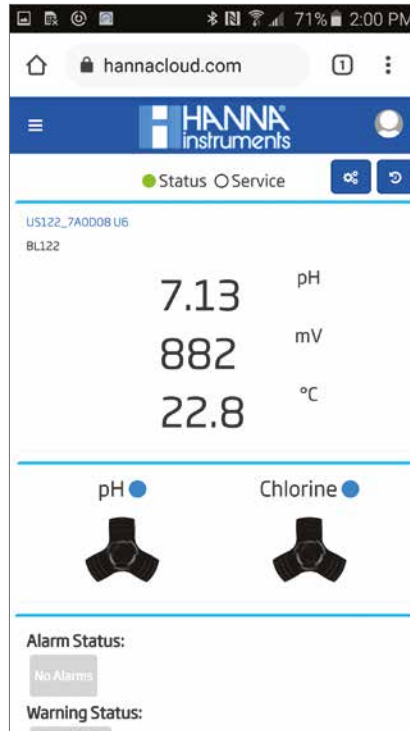 71% 2:00 PM
hannacloud.com 1
HANNA
instruments
Status Service
US122_7A0D08 U6
BL122
7.13 pH
882 mV
22.8 °C
pH Chlorine
Alarm Status:
No Alarms
Warning Status: